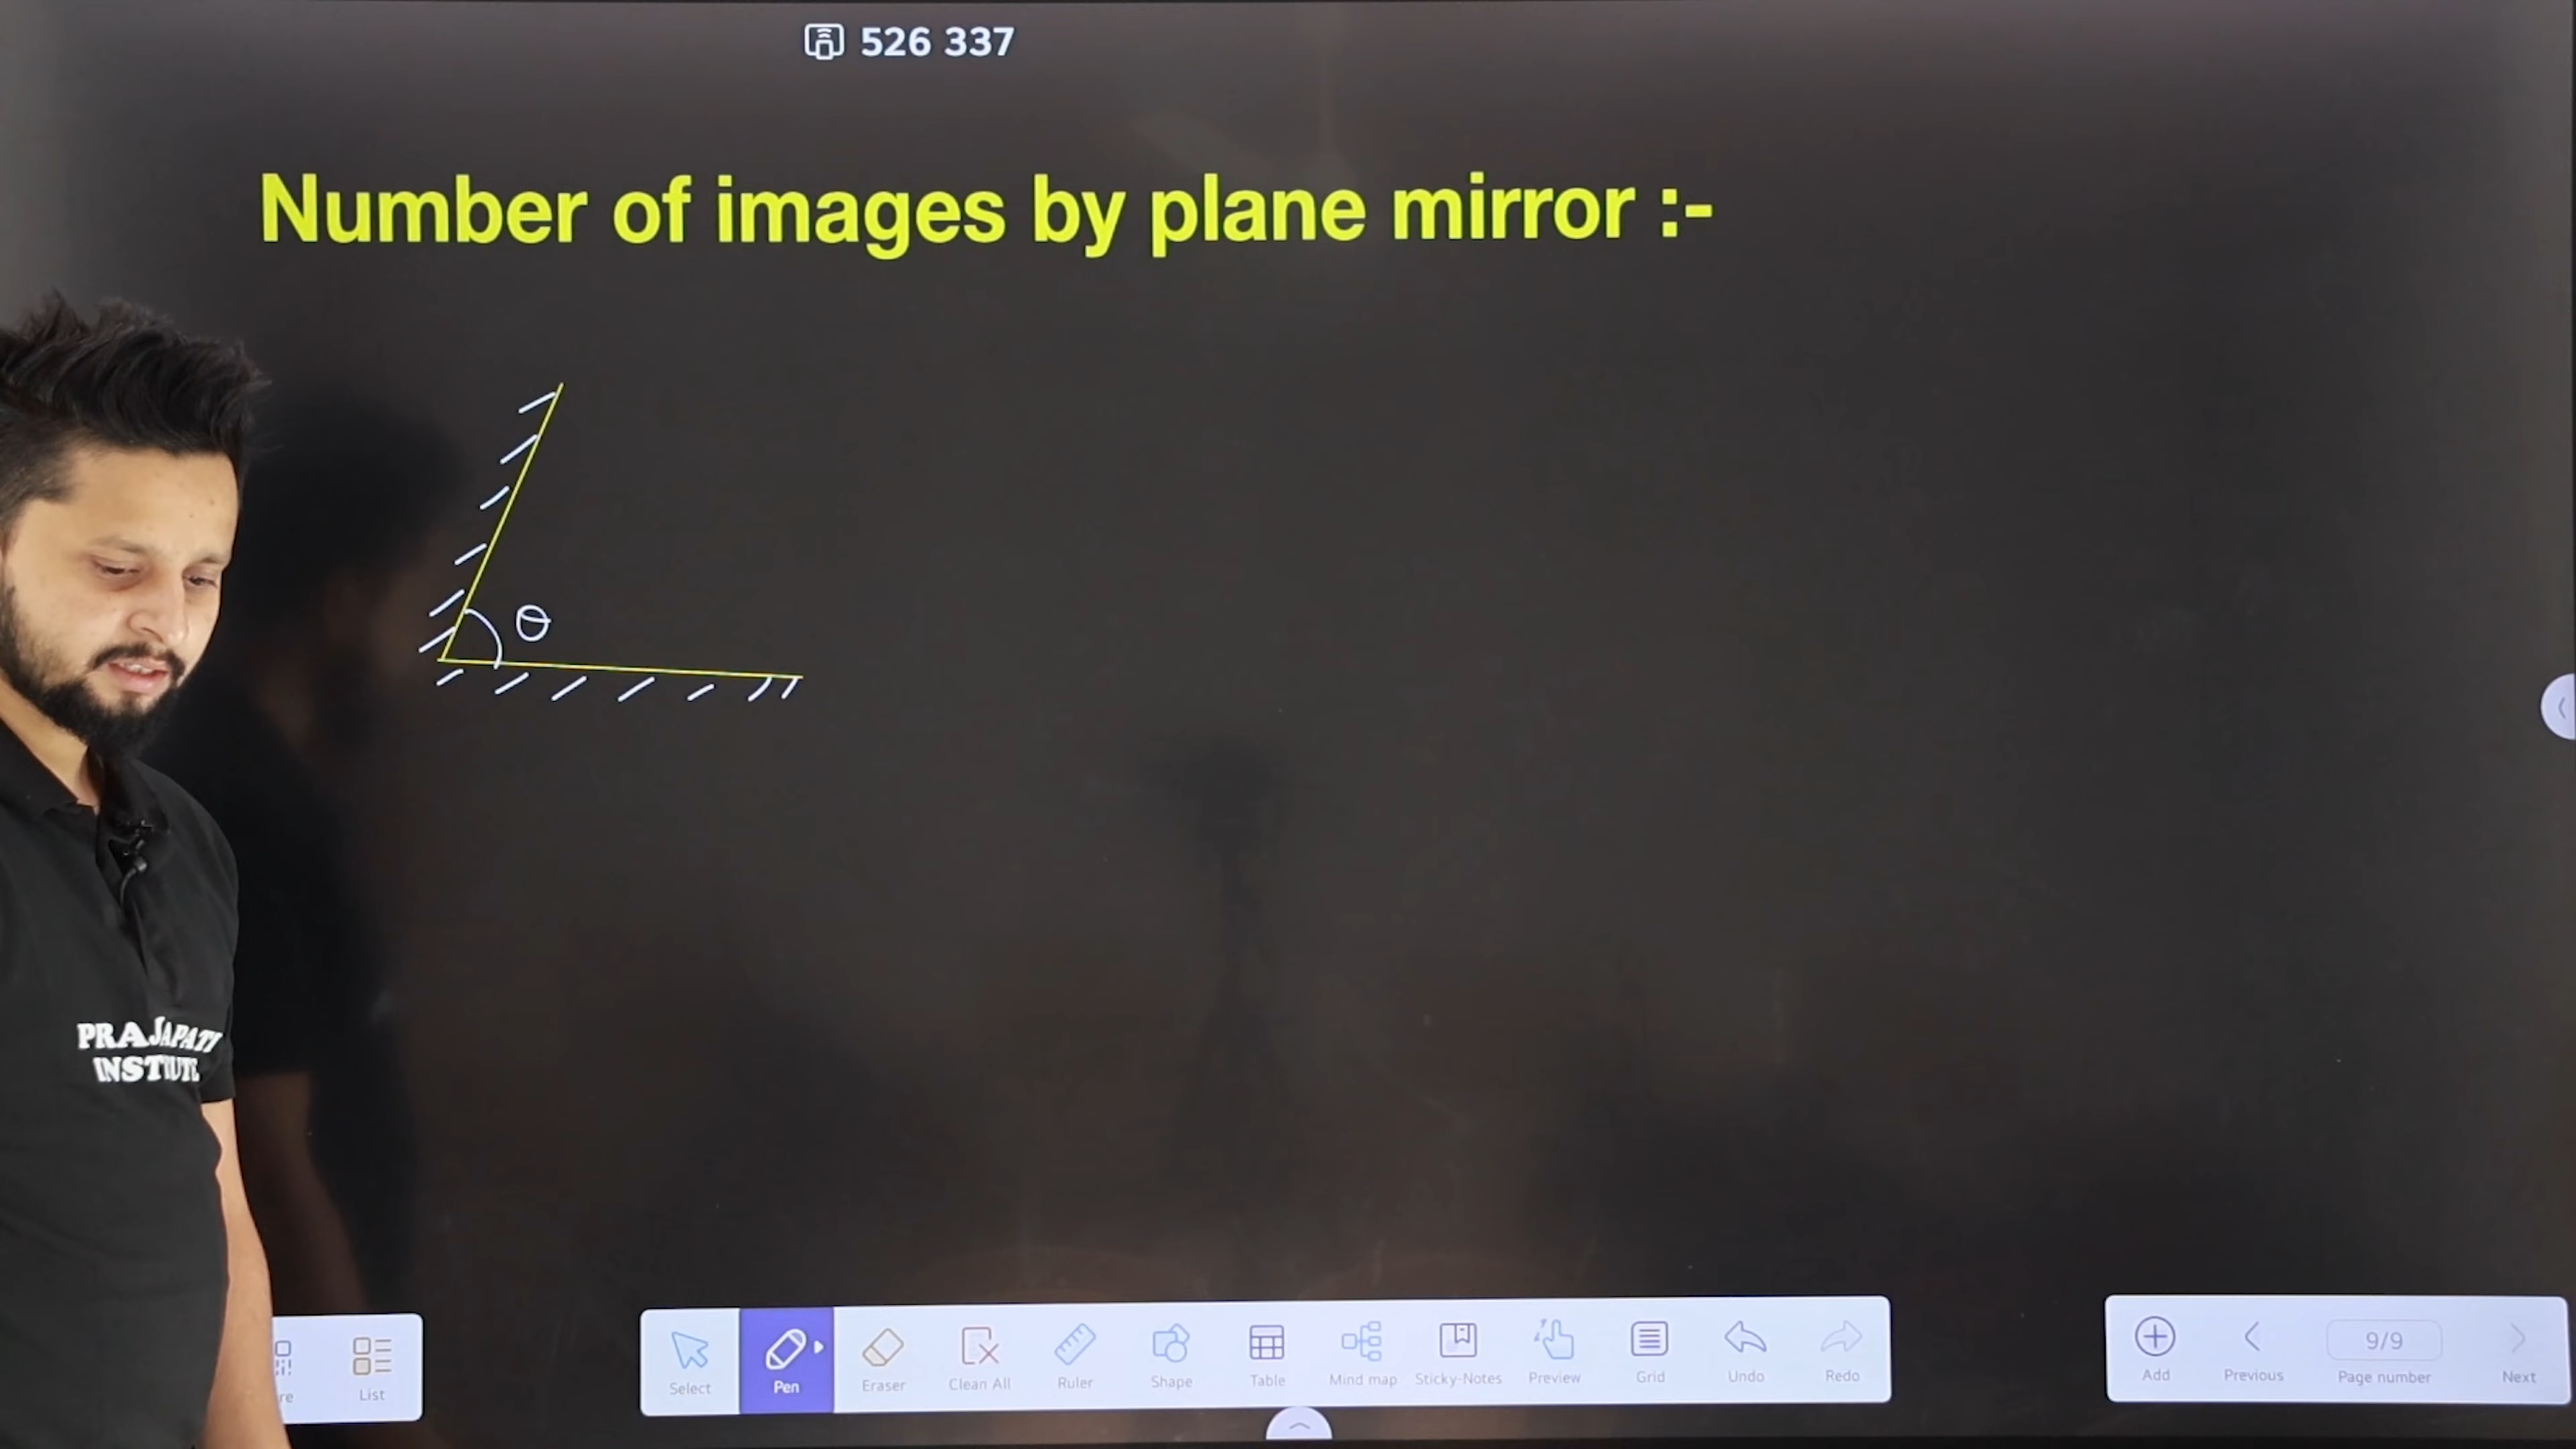 526 337
Number of images by plane mirror :-
θ
PRAJAPATI
INSTITUTE
re
List
Select
Pen
Eraser
Clean All
Ruler
Shape
Table
Mind map
Sticky-Notes
Preview
Grid
Undo
Redo
Add
Previous
9/9
Page number
Next